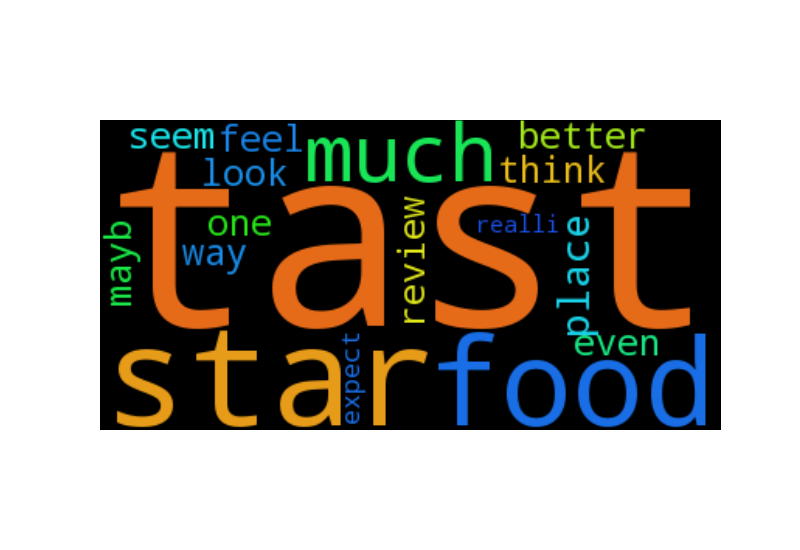 seem
feel
much
better
look
think
tast
one
way
mayb
review
realli
place
even
star
expect
food